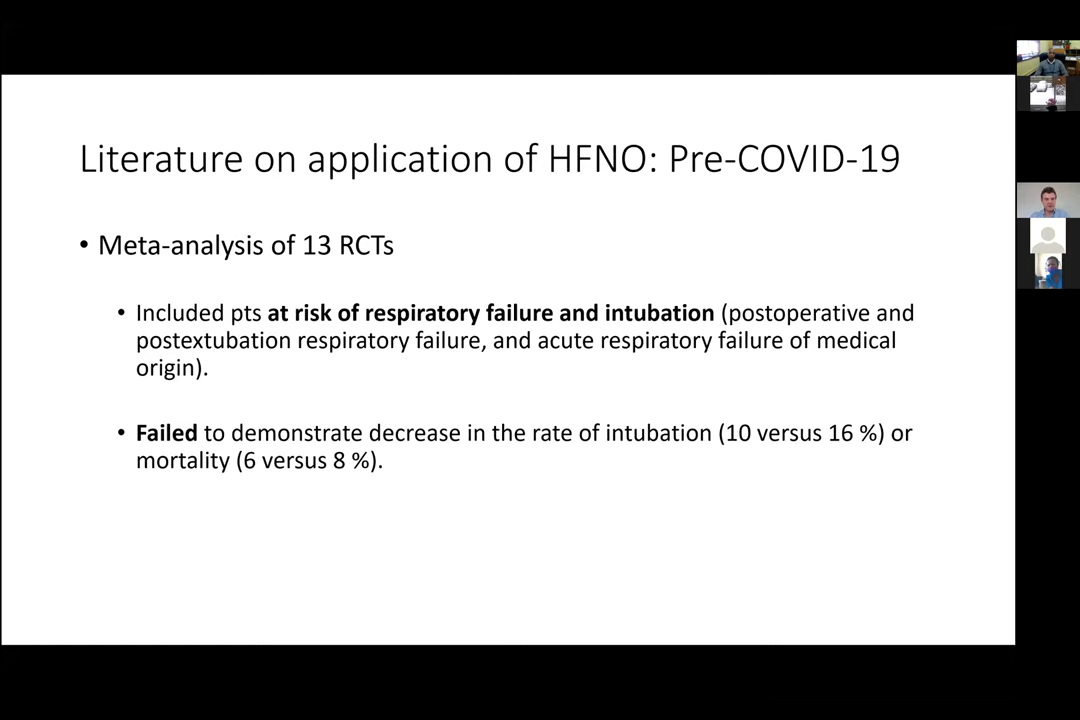 Literature on application of HFNO: Pre-COVID-19
• Meta-analysis of 13 RCTs
• Included pts at risk of respiratory failure and intubation (postoperative and
postextubation respiratory failure, and acute respiratory failure of medical
origin).
• Failed to demonstrate decrease in the rate of intubation (10 versus 16 %) or
mortality (6 versus 8 %).